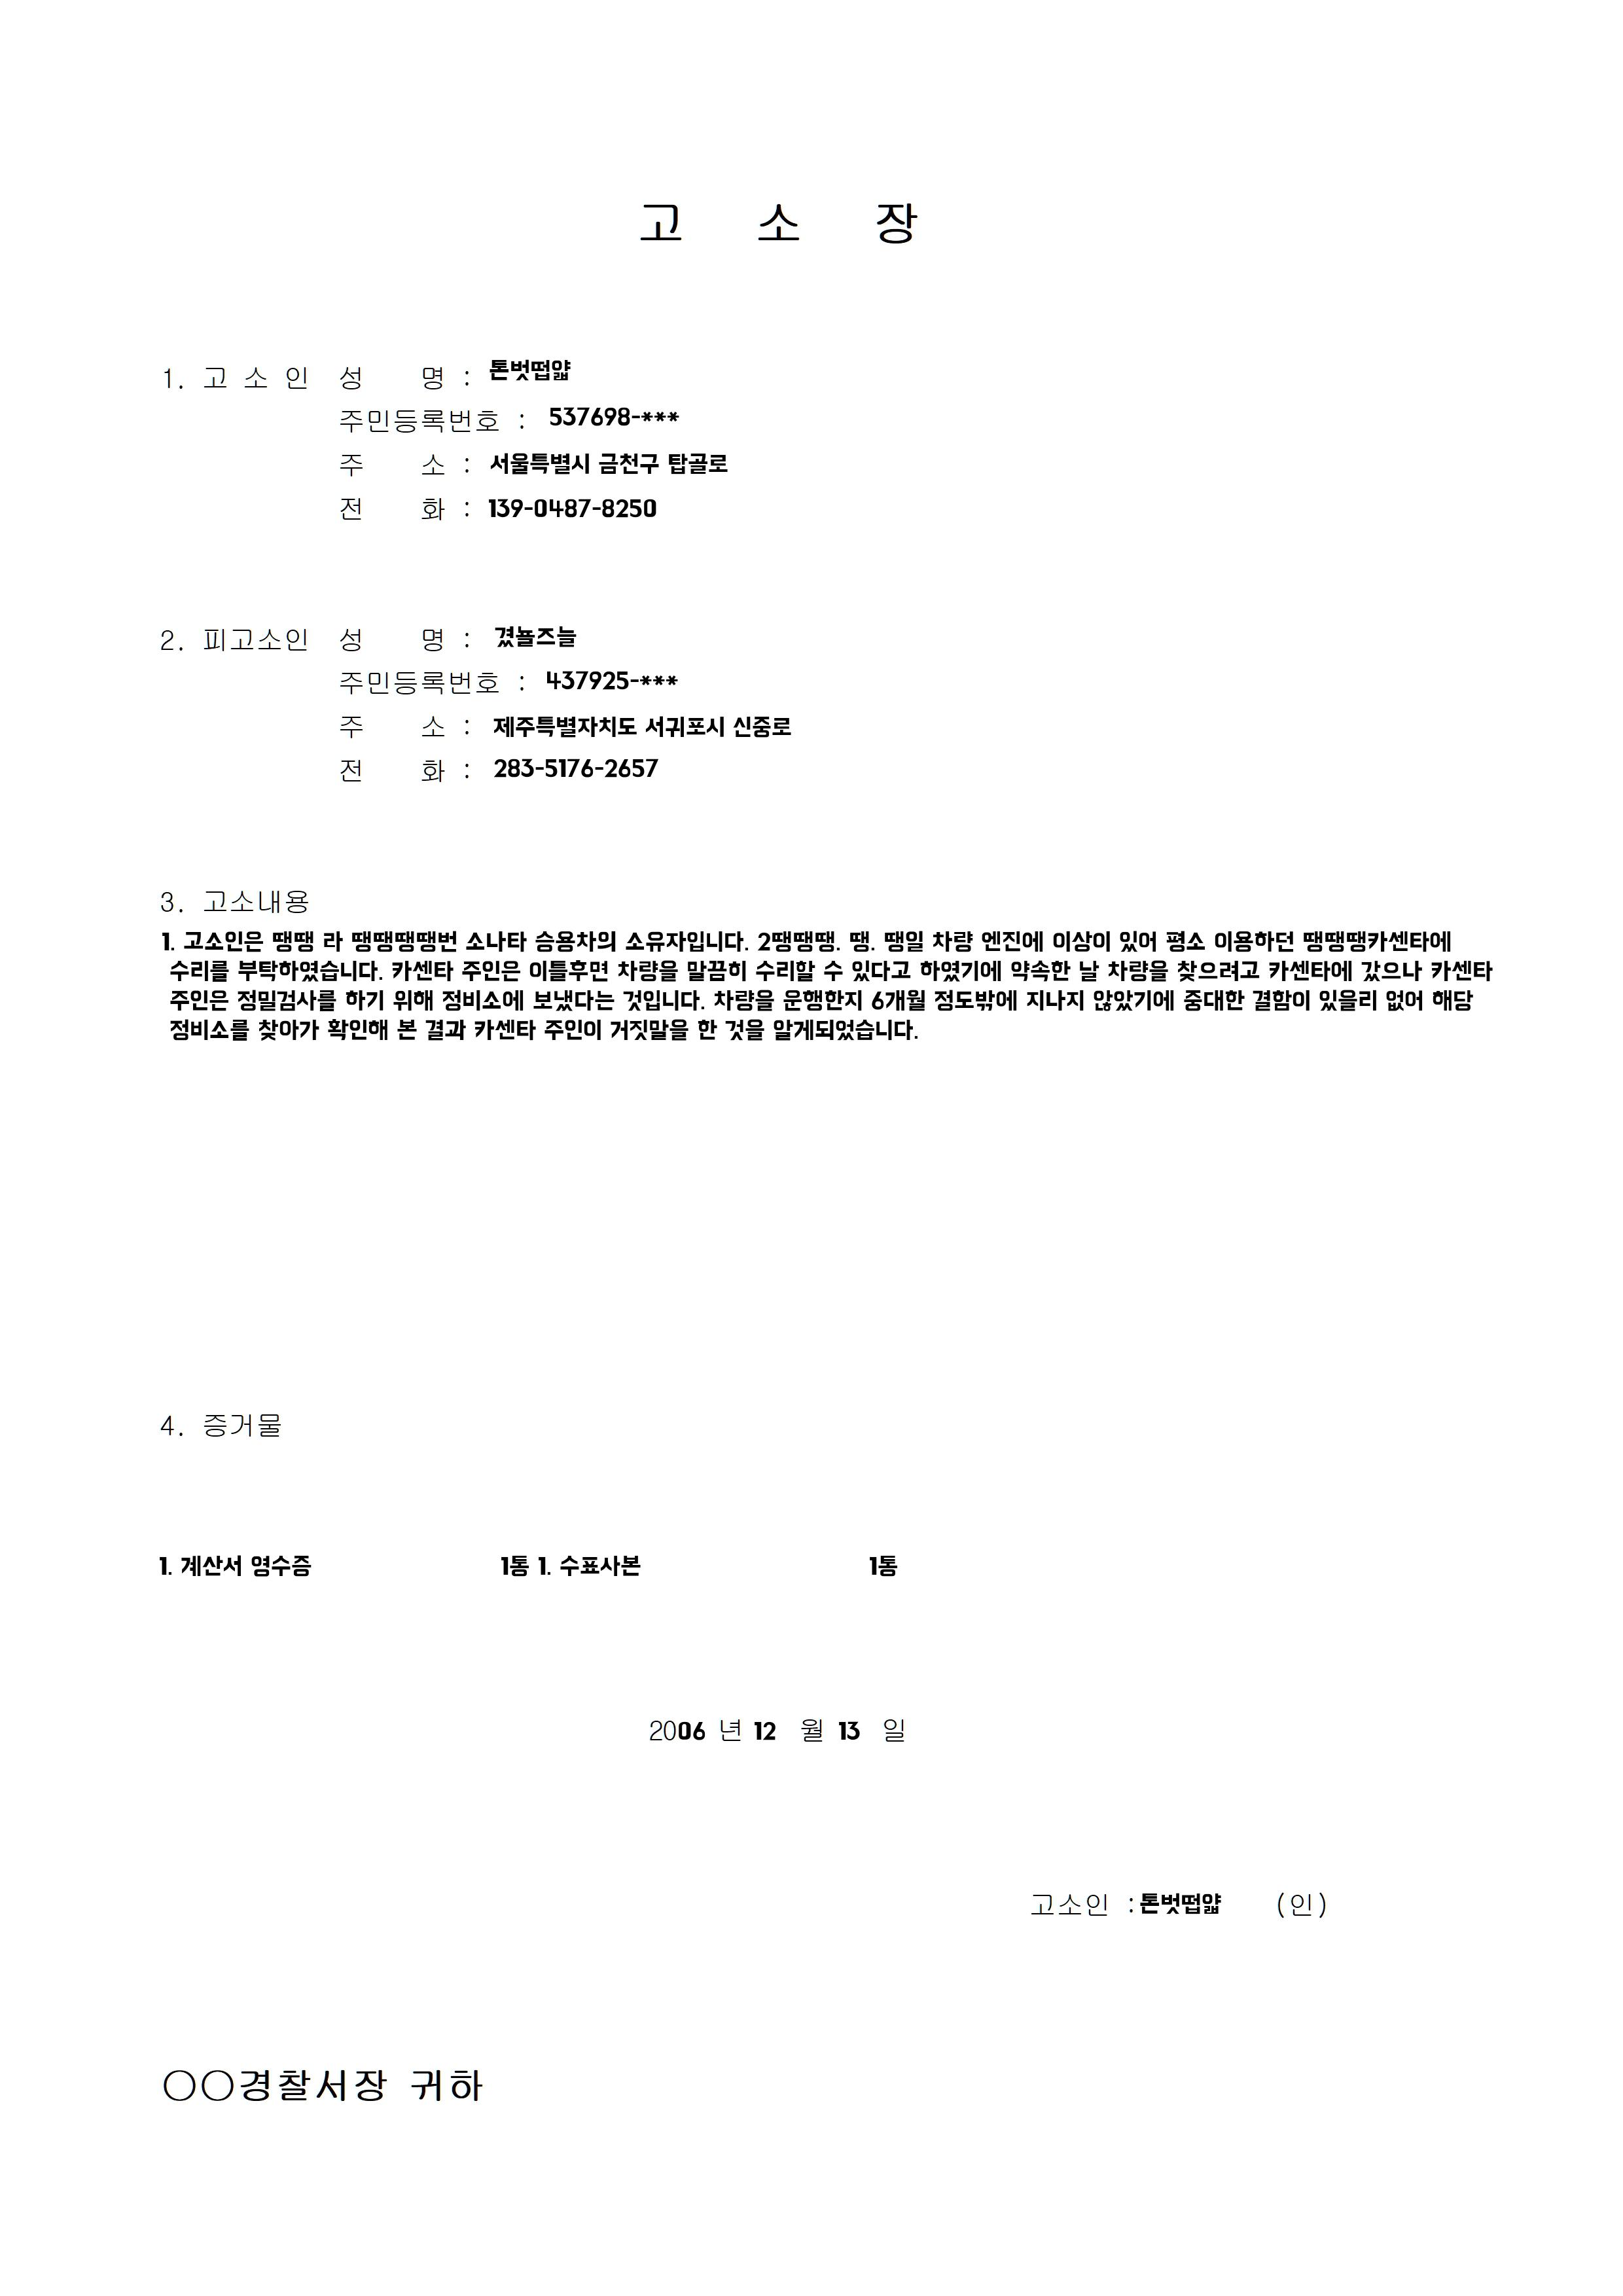 고 소 장
1. 고 소 인 성 명 : 톤벗떱얇
주민등록번호 : 537698-***
주 소 : 서울특별시 금천구 탑골로
전 화 : 139-0487-8250
2. 피고소인 성 명 : 겼뇰즈늘
주민등록번호 : 437925-***
주 소 : 제주특별자치도 서귀포시 신중로
전 화 : 283-5176-2657
3. 고소내용
1. 고소인은 땡땡 라 땡땡땡땡번 소나타 승용차의 소유자입니다. 2땡땡땡. 땡. 땡일 차량 엔진에 이상이 있어 평소 이용하던 땡땡땡카센타에
수리를 부탁하였습니다. 카센타 주인은 이틀후면 차량을 말끔히 수리할 수 있다고 하였기에 약속한 날 차량을 찾으려고 카센타에 갔으나 카센타
주인은 정밀검사를 하기 위해 정비소에 보냈다는 것입니다. 차량을 운행한지 6개월 정도밖에 지나지 않았기에 중대한 결함이 있을리 없어 해당
정비소를 찾아가 확인해 본 결과 카센타 주인이 거짓말을 한 것을 알게되었습니다.
4. 증거물
1. 계산서 영수증 1통 1. 수표사본 1통
2006 년 12 월 13 일
고소인 : 톤벗떱얇 (인)
○○경찰서장 귀하